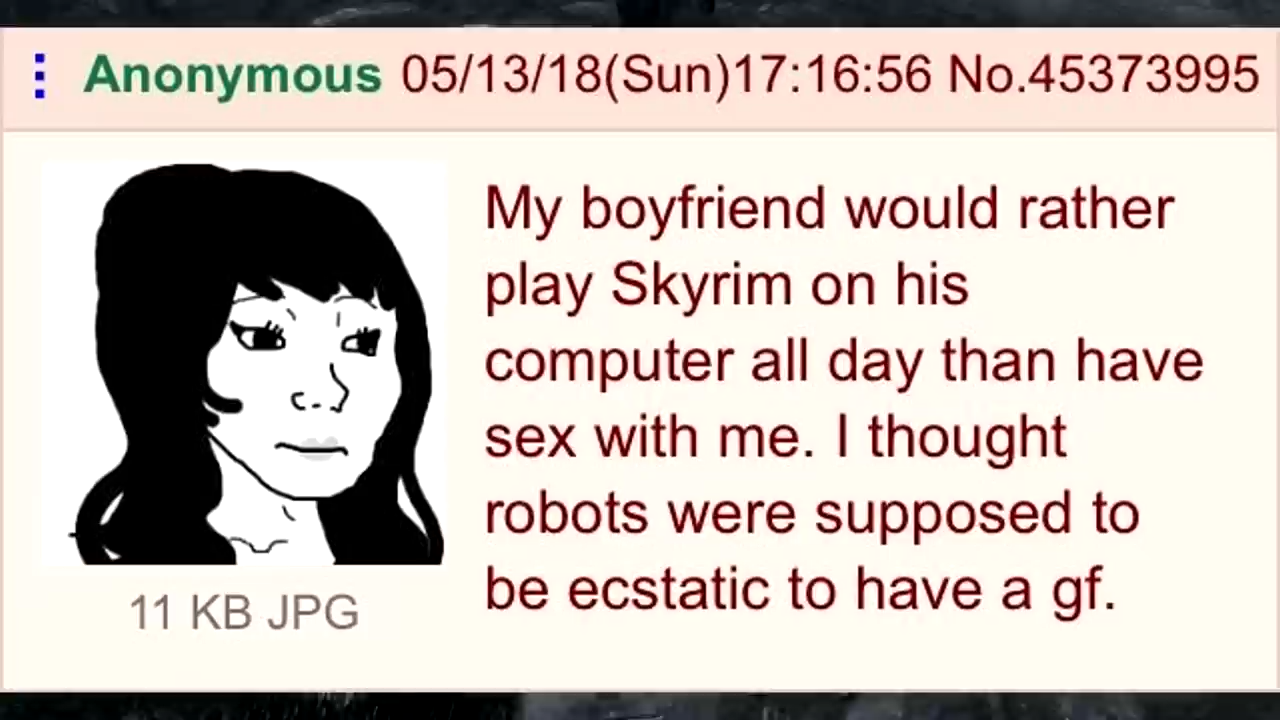 Anonymous 05/13/18(Sun)17:16:56 No.45373995
My boyfriend would rather
play Skyrim on his
computer all day than have
sex with me. I thought
robots were supposed to
be ecstatic to have a gf.
11 KB JPG